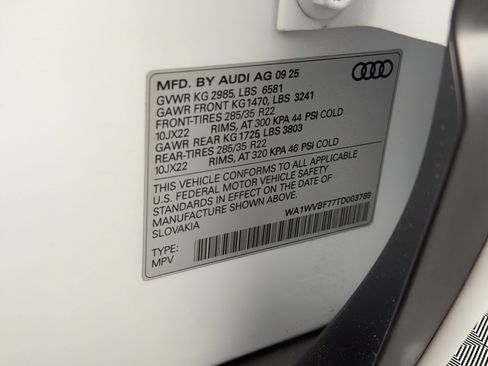 MFD. BY AUDI AG 09 25
GVWR KG 2985, LBS 6581
GAWR FRONT KG1470, LBS 3241
FRONT-TIRES 285/35 R22
10JX22 RIMS, AT 300 KPA 44 PSI COLD
GAWR REAR KG 1725 LBS 3803
REAR-TIRES 285/35 R22
10JX22 RIMS, AT 320 KPA 46 PSI COLD
THIS VEHICLE CONFORMS TO ALL APPLICABLE
U.S. FEDERAL MOTOR VEHICLE SAFETY
STANDARDS IN EFFECT ON THE DATE OF
MANUFACTURE SHOWN ABOVE.
SLOVAKIA
WA1WVBF77TD003769
TYPE:
MPV